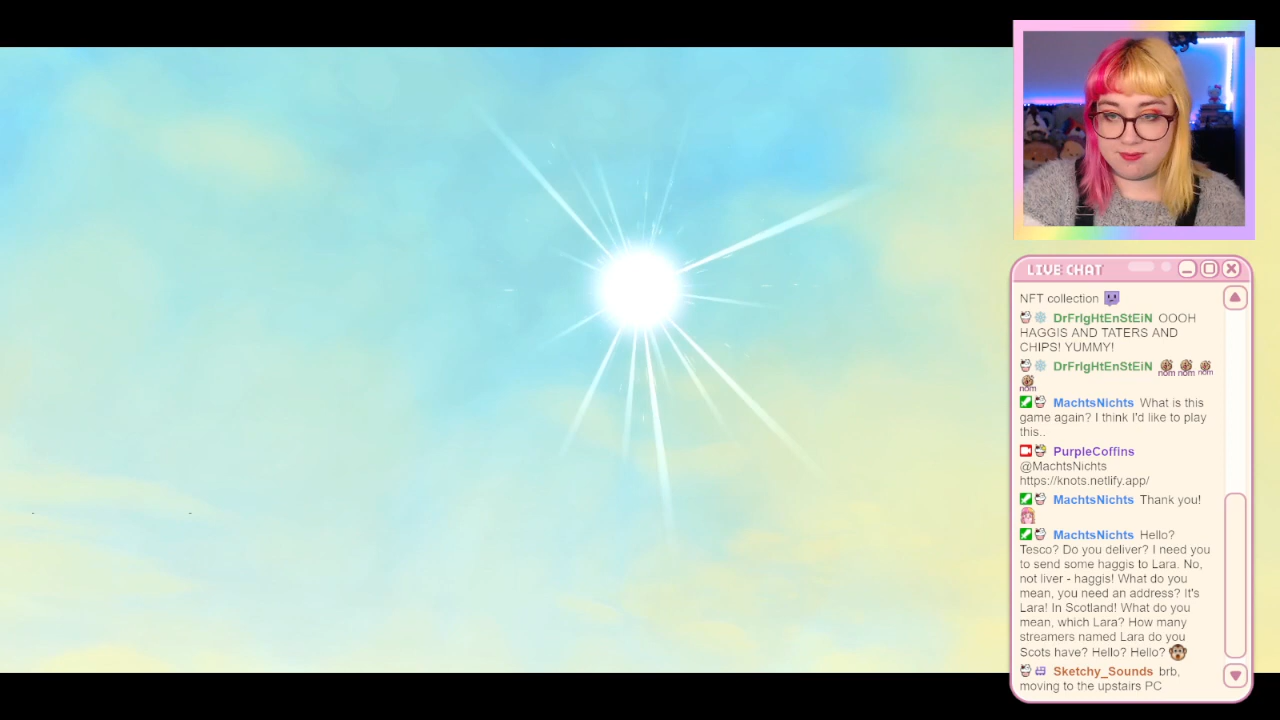 LIVE CHAT
NFT collection
DrFrIgHtEnStEiN OOOH
HAGGIS AND TATERS AND
CHIPS! YUMMY!
DrFrIgHtEnStEiN nom nom nom
nom
MachtsNichts What is this
game again? I think I'd like to play
this..
PurpleCoffins
@MachtsNichts
https://knots.netlify.app/
MachtsNichts Thank you!
MachtsNichts Hello?
Tesco? Do you deliver? I need you
to send some haggis to Lara. No,
not liver - haggis! What do you
mean, you need an address? It's
Lara! In Scotland! What do you
mean, which Lara? How many
streamers named Lara do you
Scots have? Hello? Hello?
Sketchy_Sounds brb,
moving to the upstairs PC